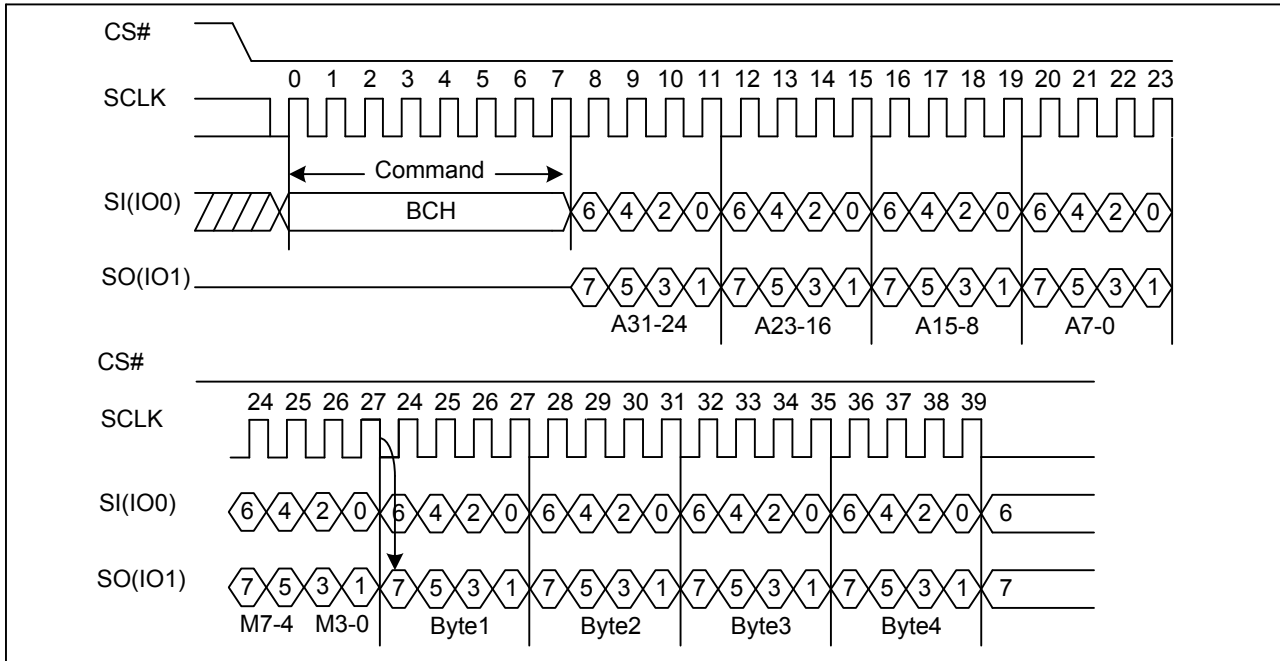 CS#
0 1 2 3 4 5 6 7 8 9 10 11 12 13 14 15 16 17 18 19 20 21 22 23
SCLK
Command
SI(IO0)
BCH
6 4 2 0 6 4 2 0 6 4 2 0 6 4 2 0
SO(IO1)
7 5 3 1 7 5 3 1 7 5 3 1 7 5 3 1
A31-24 A23-16 A15-8 A7-0
CS#
24 25 26 27 24 25 26 27 28 29 30 31 32 33 34 35 36 37 38 39
SCLK
SI(IO0)
6 4 2 0 6 4 2 0 6 4 2 0 6 4 2 0 6 4 2 0 6
SO(IO1)
7 5 3 1 7 5 3 1 7 5 3 1 7 5 3 1 7 5 3 1 7
M7-4 M3-0 Byte1 Byte2 Byte3 Byte4